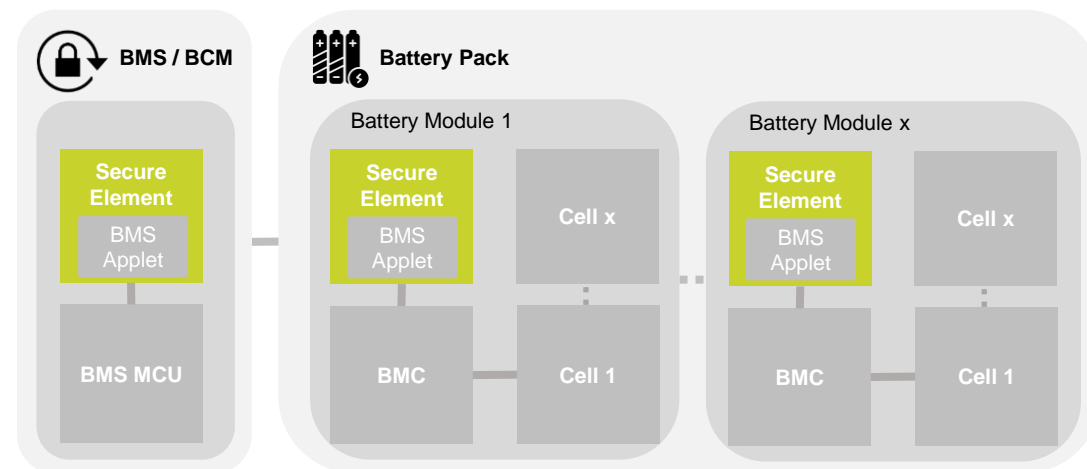 BMS / BCM
Secure
Element
BMS
Applet
BMS MCU
Battery Pack
Battery Module 1
Secure
Element
BMS
Applet
Cell x
BMC
Cell 1
Battery Module x
Secure
Element
BMS
Applet
Cell x
BMC
Cell 1